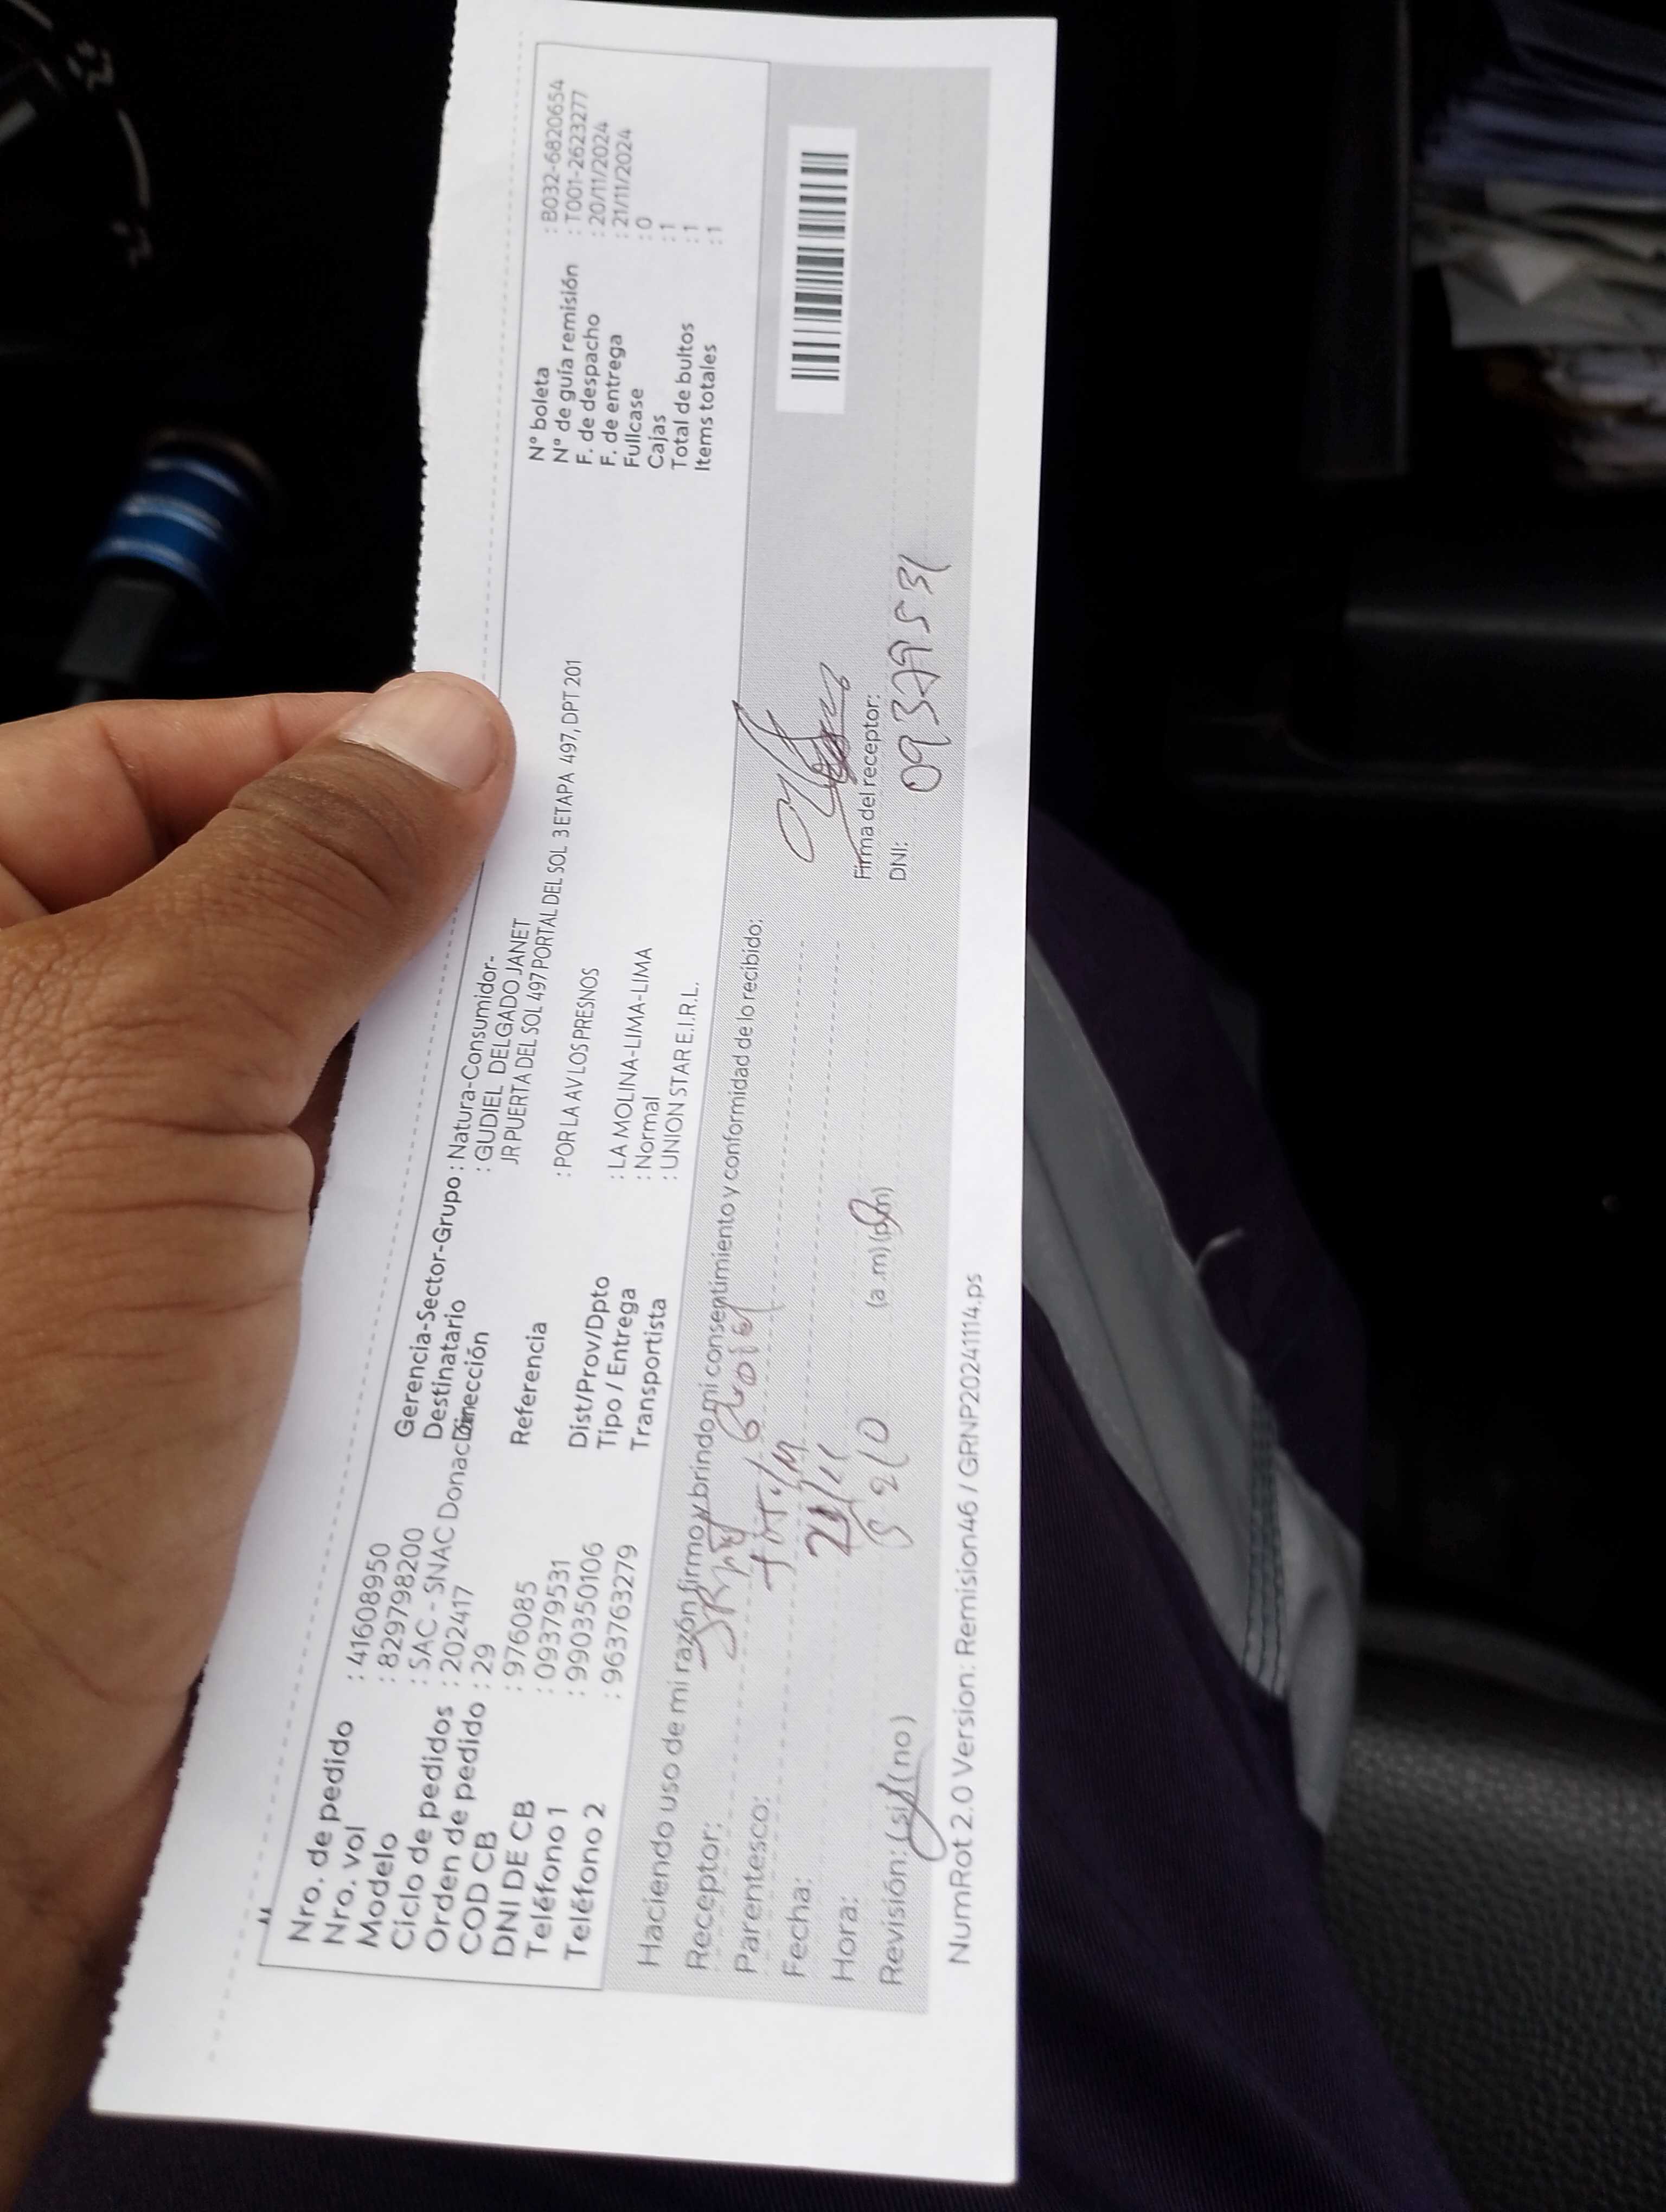 Nro. de pedido : 41608950
Nro. vol : 829798200
Modelo : SAC - SNAC Donac
Ciclo de pedidos : 202417
Orden de pedido : 29
COD CB : 976085
DNI DE CB : 09379531
Teléfono 1 : 990350106
Teléfono 2 : 963763279
Gerencia-Sector-Grupo : Natura-Consumidor-
Destinatario : GUDIEL DELGADO JANET
Dirección JR PUERTA DEL SOL 497 PORTAL DEL SOL 3 ETAPA 497, DPT 201
Referencia : POR LA AV LOS PRESNOS
Dist/Prov/Dpto : LA MOLINA-LIMA-LIMA
Tipo / Entrega : Normal
Transportista : UNION STAR E.I.R.L.
N° boleta : B032-6820654
N° de guía remisión : T001-2623277
F. de despacho : 20/11/2024
F. de entrega : 21/11/2024
Fullcase : 0
Cajas : 1
Total de bultos : 1
Items totales : 1
Haciendo uso de mi razón firmo y brindo mi consentimiento y conformidad de lo recibido:
Receptor: Gudiel
Parentesco:
Fecha: 21/11
Hora: (a.m) (p.m)
Revisión: (si) (no)
Firma del receptor:
DNI: 09379531
NumRot 2.0 Version: Remision46 / GRNP20241114.ps